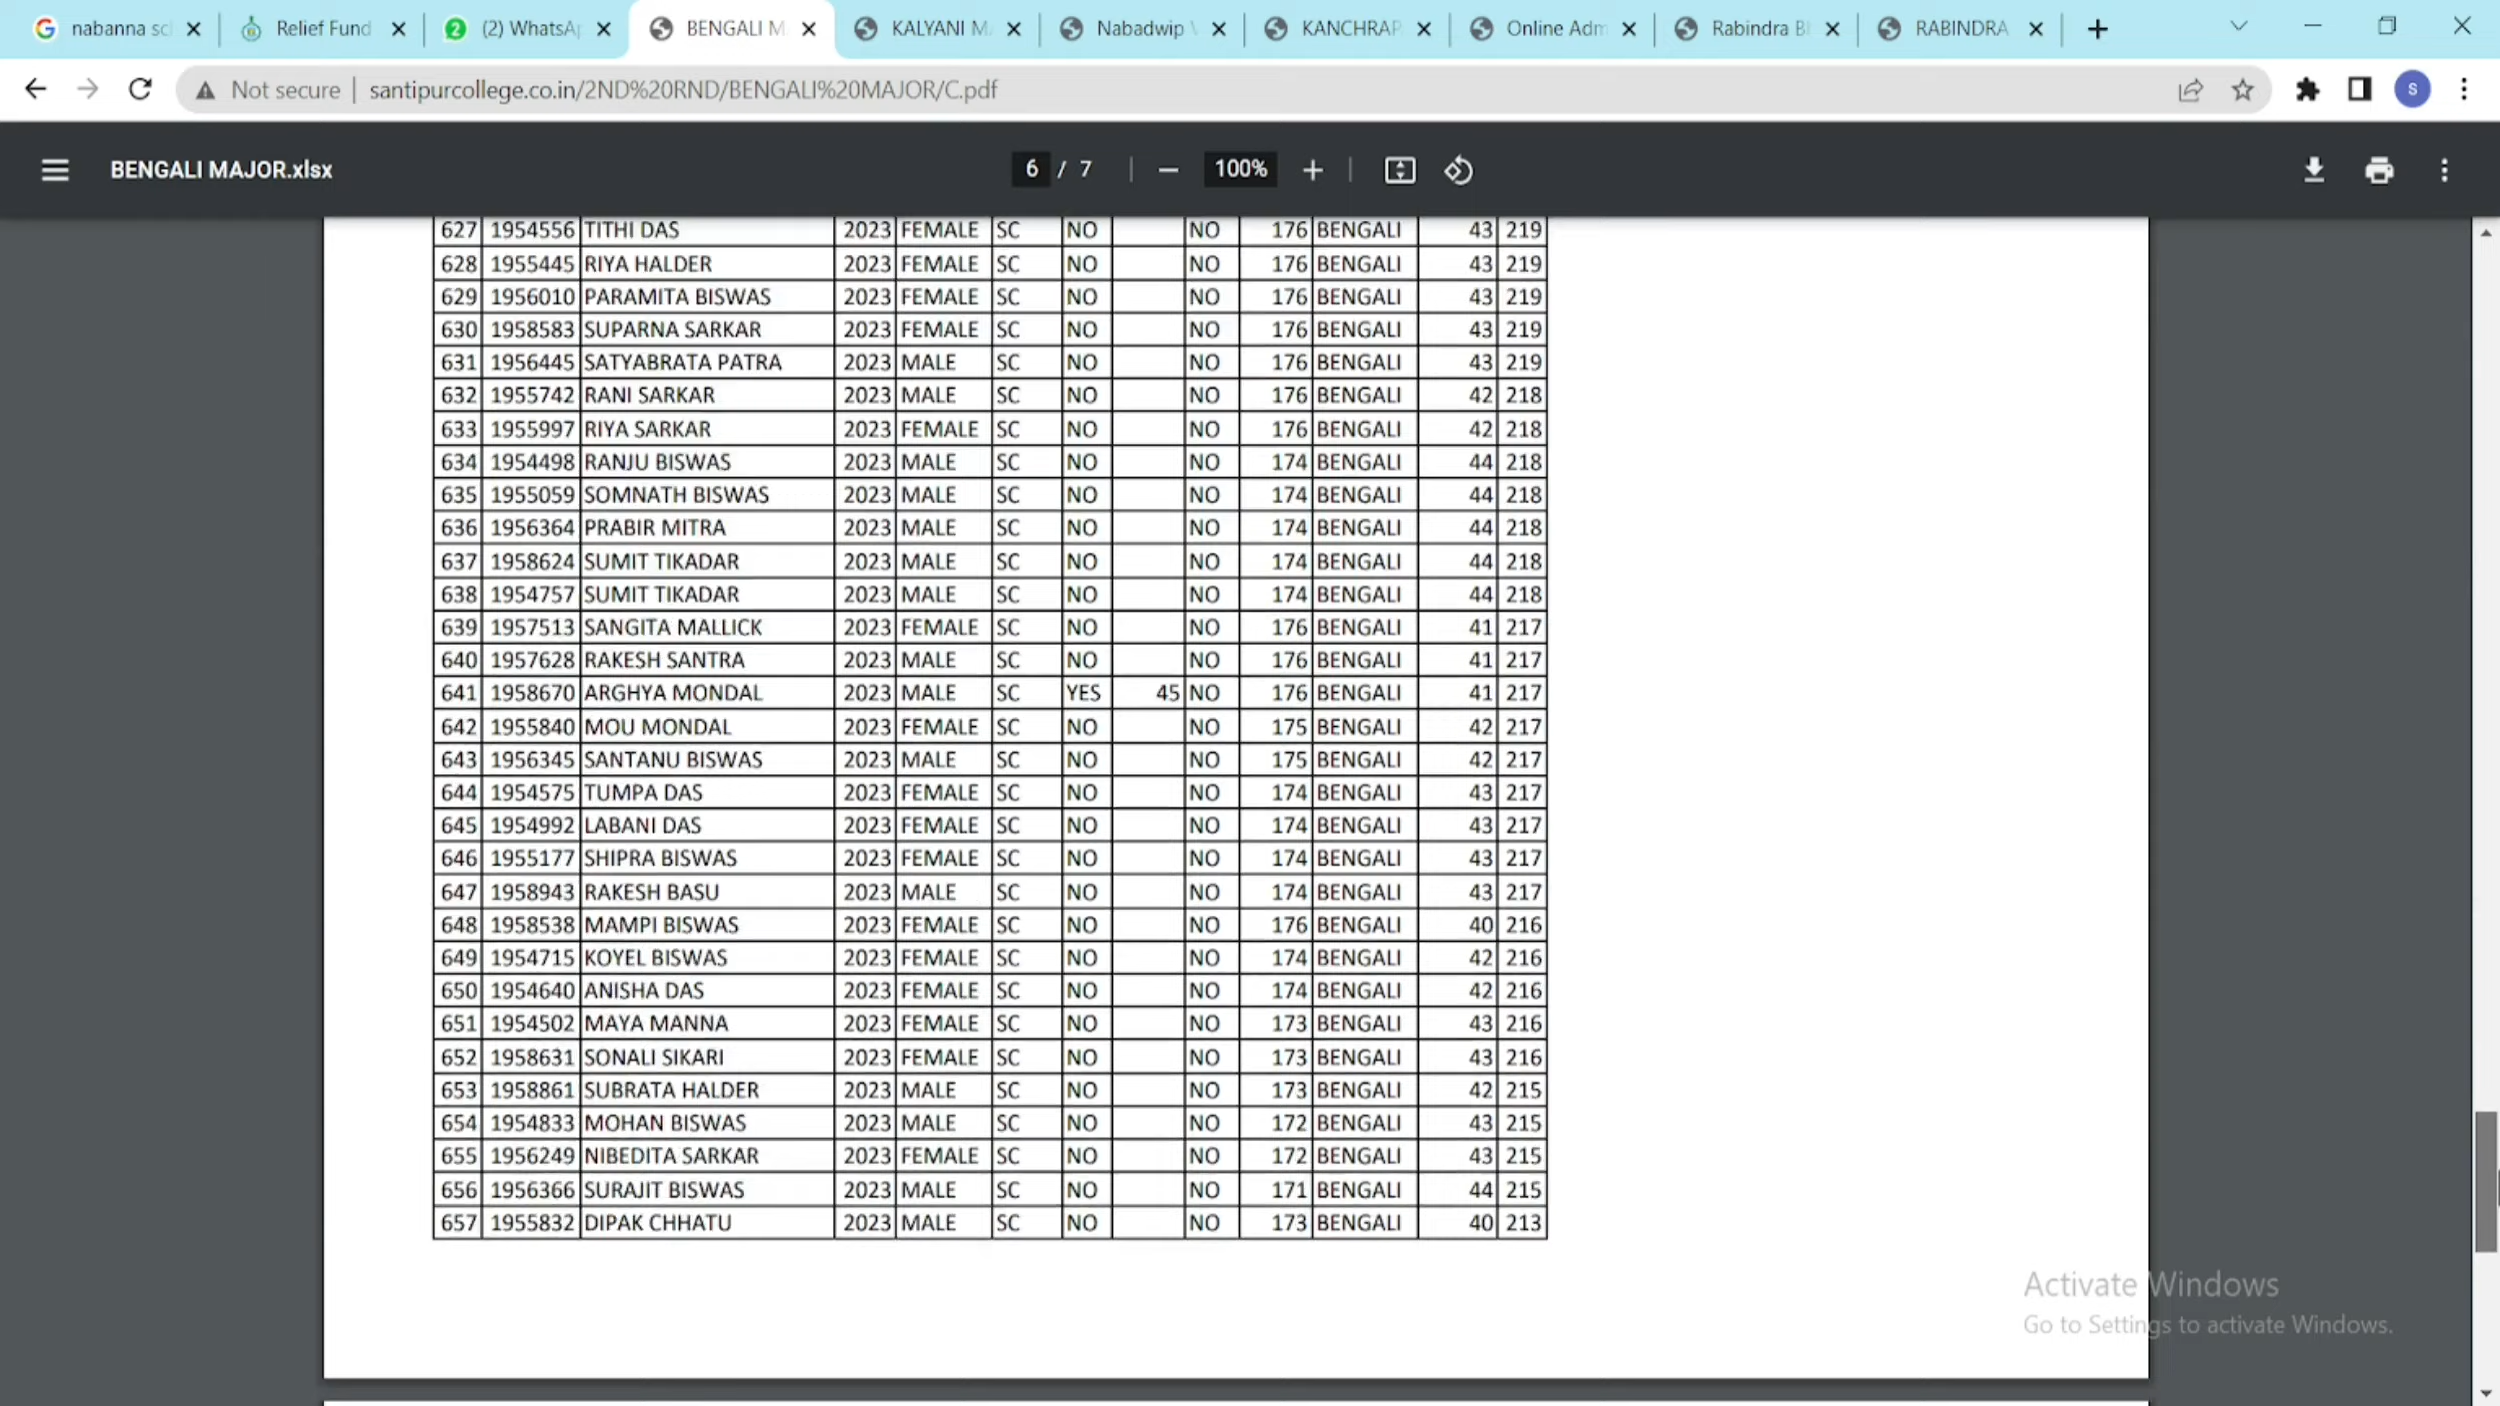 nabanna sc
Relief Fund
2 (2) WhatsA
BENGALI M
KALYANI M
Nabadwip
KANCHRAP
Online Adm
Rabindra B
RABINDRA
Not secure | santipurcollege.co.in/2ND%20RND/BENGALI%20MAJOR/C.pdf
S
BENGALI MAJOR.xlsx
6 / 7
100%
627 1954556 TITHI DAS 2023 FEMALE SC NO NO 176 BENGALI 43 219
628 1955445 RIYA HALDER 2023 FEMALE SC NO NO 176 BENGALI 43 219
629 1956010 PARAMITA BISWAS 2023 FEMALE SC NO NO 176 BENGALI 43 219
630 1958583 SUPARNA SARKAR 2023 FEMALE SC NO NO 176 BENGALI 43 219
631 1956445 SATYABRATA PATRA 2023 MALE SC NO NO 176 BENGALI 43 219
632 1955742 RANI SARKAR 2023 MALE SC NO NO 176 BENGALI 42 218
633 1955997 RIYA SARKAR 2023 FEMALE SC NO NO 176 BENGALI 42 218
634 1954498 RANJU BISWAS 2023 MALE SC NO NO 174 BENGALI 44 218
635 1955059 SOMNATH BISWAS 2023 MALE SC NO NO 174 BENGALI 44 218
636 1956364 PRABIR MITRA 2023 MALE SC NO NO 174 BENGALI 44 218
637 1958624 SUMIT TIKADAR 2023 MALE SC NO NO 174 BENGALI 44 218
638 1954757 SUMIT TIKADAR 2023 MALE SC NO NO 174 BENGALI 44 218
639 1957513 SANGITA MALLICK 2023 FEMALE SC NO NO 176 BENGALI 41 217
640 1957628 RAKESH SANTRA 2023 MALE SC NO NO 176 BENGALI 41 217
641 1958670 ARGHYA MONDAL 2023 MALE SC YES 45 NO 176 BENGALI 41 217
642 1955840 MOU MONDAL 2023 FEMALE SC NO NO 175 BENGALI 42 217
643 1956345 SANTANU BISWAS 2023 MALE SC NO NO 175 BENGALI 42 217
644 1954575 TUMPA DAS 2023 FEMALE SC NO NO 174 BENGALI 43 217
645 1954992 LABANI DAS 2023 FEMALE SC NO NO 174 BENGALI 43 217
646 1955177 SHIPRA BISWAS 2023 FEMALE SC NO NO 174 BENGALI 43 217
647 1958943 RAKESH BASU 2023 MALE SC NO NO 174 BENGALI 43 217
648 1958538 MAMPI BISWAS 2023 FEMALE SC NO NO 176 BENGALI 40 216
649 1954715 KOYEL BISWAS 2023 FEMALE SC NO NO 174 BENGALI 42 216
650 1954640 ANISHA DAS 2023 FEMALE SC NO NO 174 BENGALI 42 216
651 1954502 MAYA MANNA 2023 FEMALE SC NO NO 173 BENGALI 43 216
652 1958631 SONALI SIKARI 2023 FEMALE SC NO NO 173 BENGALI 43 216
653 1958861 SUBRATA HALDER 2023 MALE SC NO NO 173 BENGALI 42 215
654 1954833 MOHAN BISWAS 2023 MALE SC NO NO 172 BENGALI 43 215
655 1956249 NIBEDITA SARKAR 2023 FEMALE SC NO NO 172 BENGALI 43 215
656 1956366 SURAJIT BISWAS 2023 MALE SC NO NO 171 BENGALI 44 215
657 1955832 DIPAK CHHATU 2023 MALE SC NO NO 173 BENGALI 40 213
Activate Windows
Go to Settings to activate Windows.